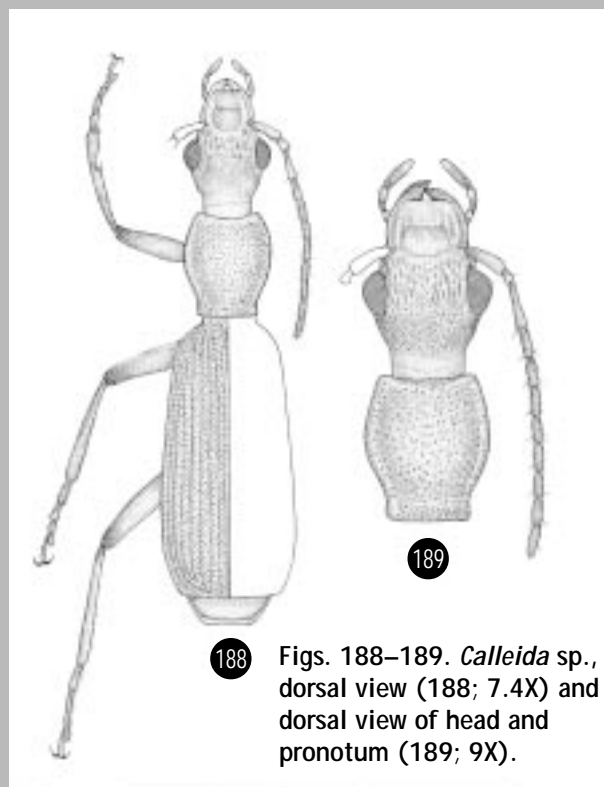 189
188
Figs. 188–189. Calleida sp.,
dorsal view (188; 7.4X) and
dorsal view of head and
pronotum (189; 9X).